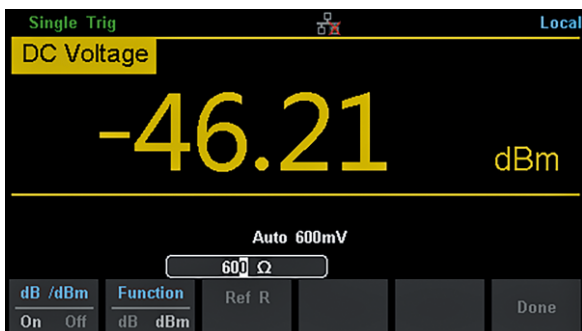 Single Trig Local
DC Voltage
-46.21 dBm
Auto 600mV
600 Ω
dB /dBm Function Ref R Done
On Off dB dBm